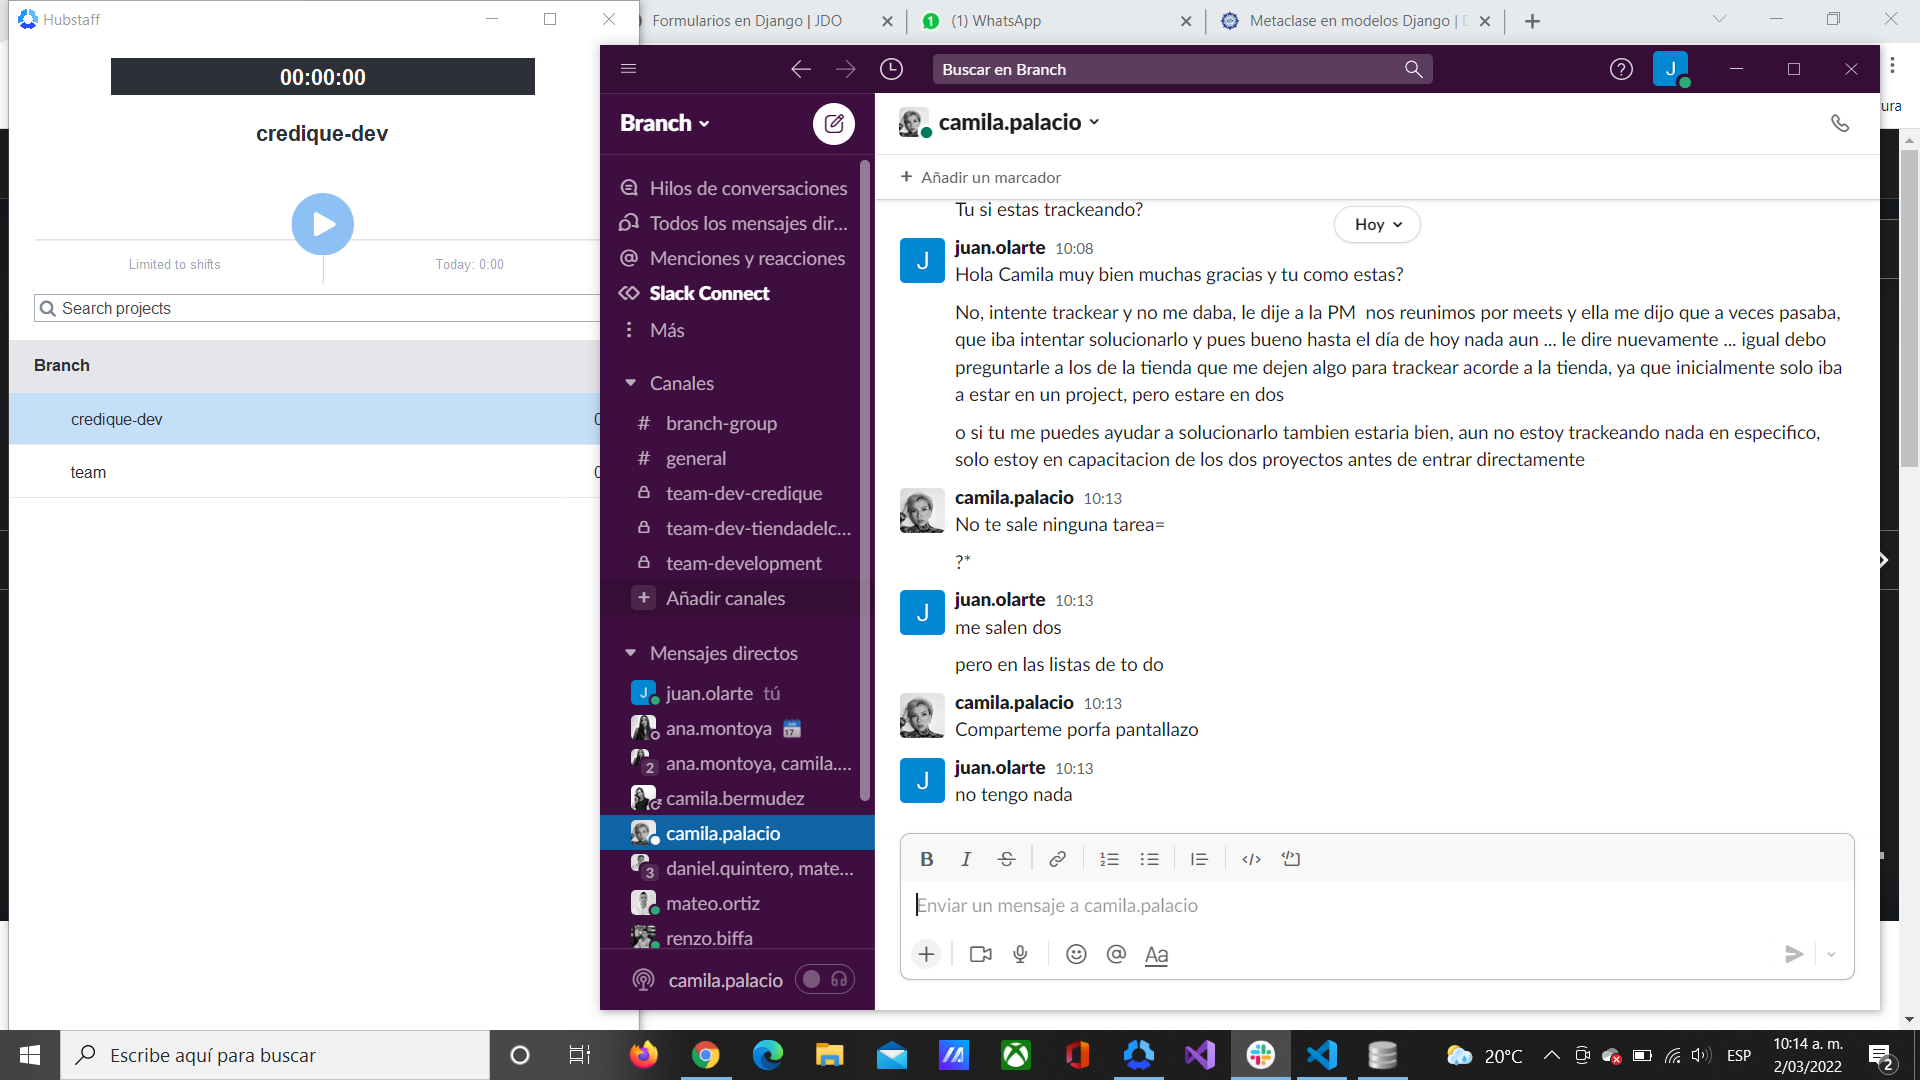 Hubstaff
00:00:00
credique-dev
Limited to shifts
Today: 0:00
Search projects
Branch
credique-dev
team
Formularios en Django | JDO
(1) WhatsApp
Metaclase en modelos Django |
Buscar en Branch
J
Branch
Hilos de conversaciones
Todos los mensajes dir...
Menciones y reacciones
Slack Connect
Más
Canales
# branch-group
# general
team-dev-credique
team-dev-tiendadelc...
team-development
+ Añadir canales
Mensajes directos
J juan.olarte tú
ana.montoya
2 ana.montoya, camila....
camila.bermudez
camila.palacio
3 daniel.quintero, mate...
mateo.ortiz
renzo.biffa
camila.palacio
camila.palacio
+ Añadir un marcador
Tu si estas trackeando?
Hoy
J juan.olarte 10:08
Hola Camila muy bien muchas gracias y tu como estas?
No, intente trackear y no me daba, le dije a la PM nos reunimos por meets y ella me dijo que a veces pasaba,
que iba intentar solucionarlo y pues bueno hasta el día de hoy nada aun ... le dire nuevamente ... igual debo
preguntarle a los de la tienda que me dejen algo para trackear acorde a la tienda, ya que inicialmente solo iba
a estar en un project, pero estare en dos
o si tu me puedes ayudar a solucionarlo tambien estaria bien, aun no estoy trackeando nada en especifico,
solo estoy en capacitacion de los dos proyectos antes de entrar directamente
camila.palacio 10:13
No te sale ninguna tarea=
?*
J juan.olarte 10:13
me salen dos
pero en las listas de to do
camila.palacio 10:13
Comparteme porfa pantallazo
J juan.olarte 10:13
no tengo nada
B I S
Enviar un mensaje a camila.palacio
+ @ Aa
ura
Escribe aquí para buscar
20°C
ESP
10:14 a. m.
2/03/2022
2